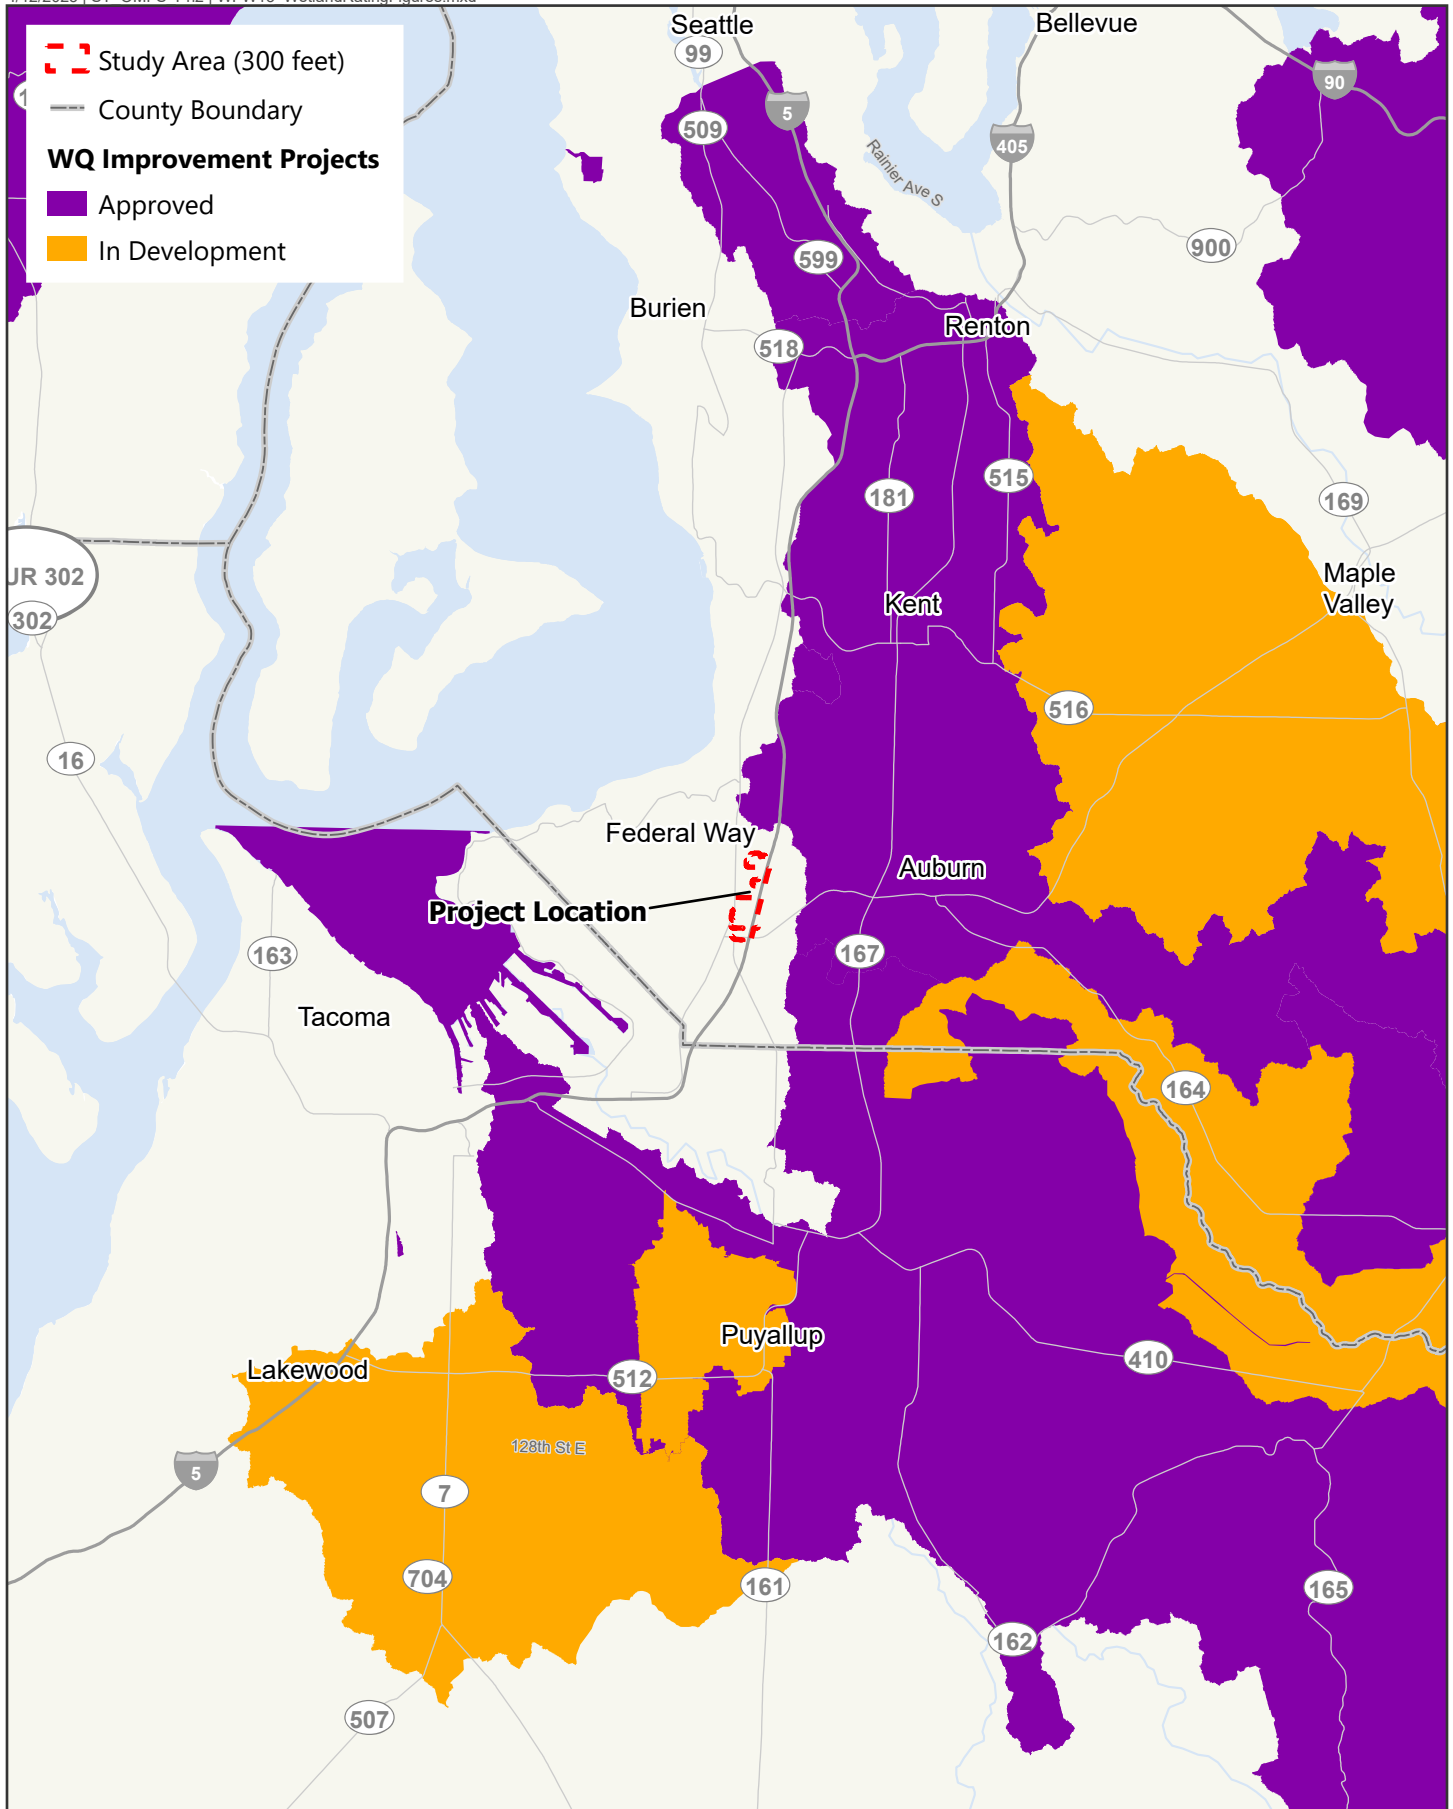 Study Area (300 feet)
County Boundary
WQ Improvement Projects
Approved
In Development
Seattle
Bellevue
99
5
90
509
405
Rainier Ave S
900
599
Burien
Renton
518
515
181
169
JR 302
302
Maple
Valley
Kent
516
16
Federal Way
Auburn
Project Location
163
167
Tacoma
164
Puyallup
410
Lakewood
512
128th St E
5
7
704
161
165
162
507